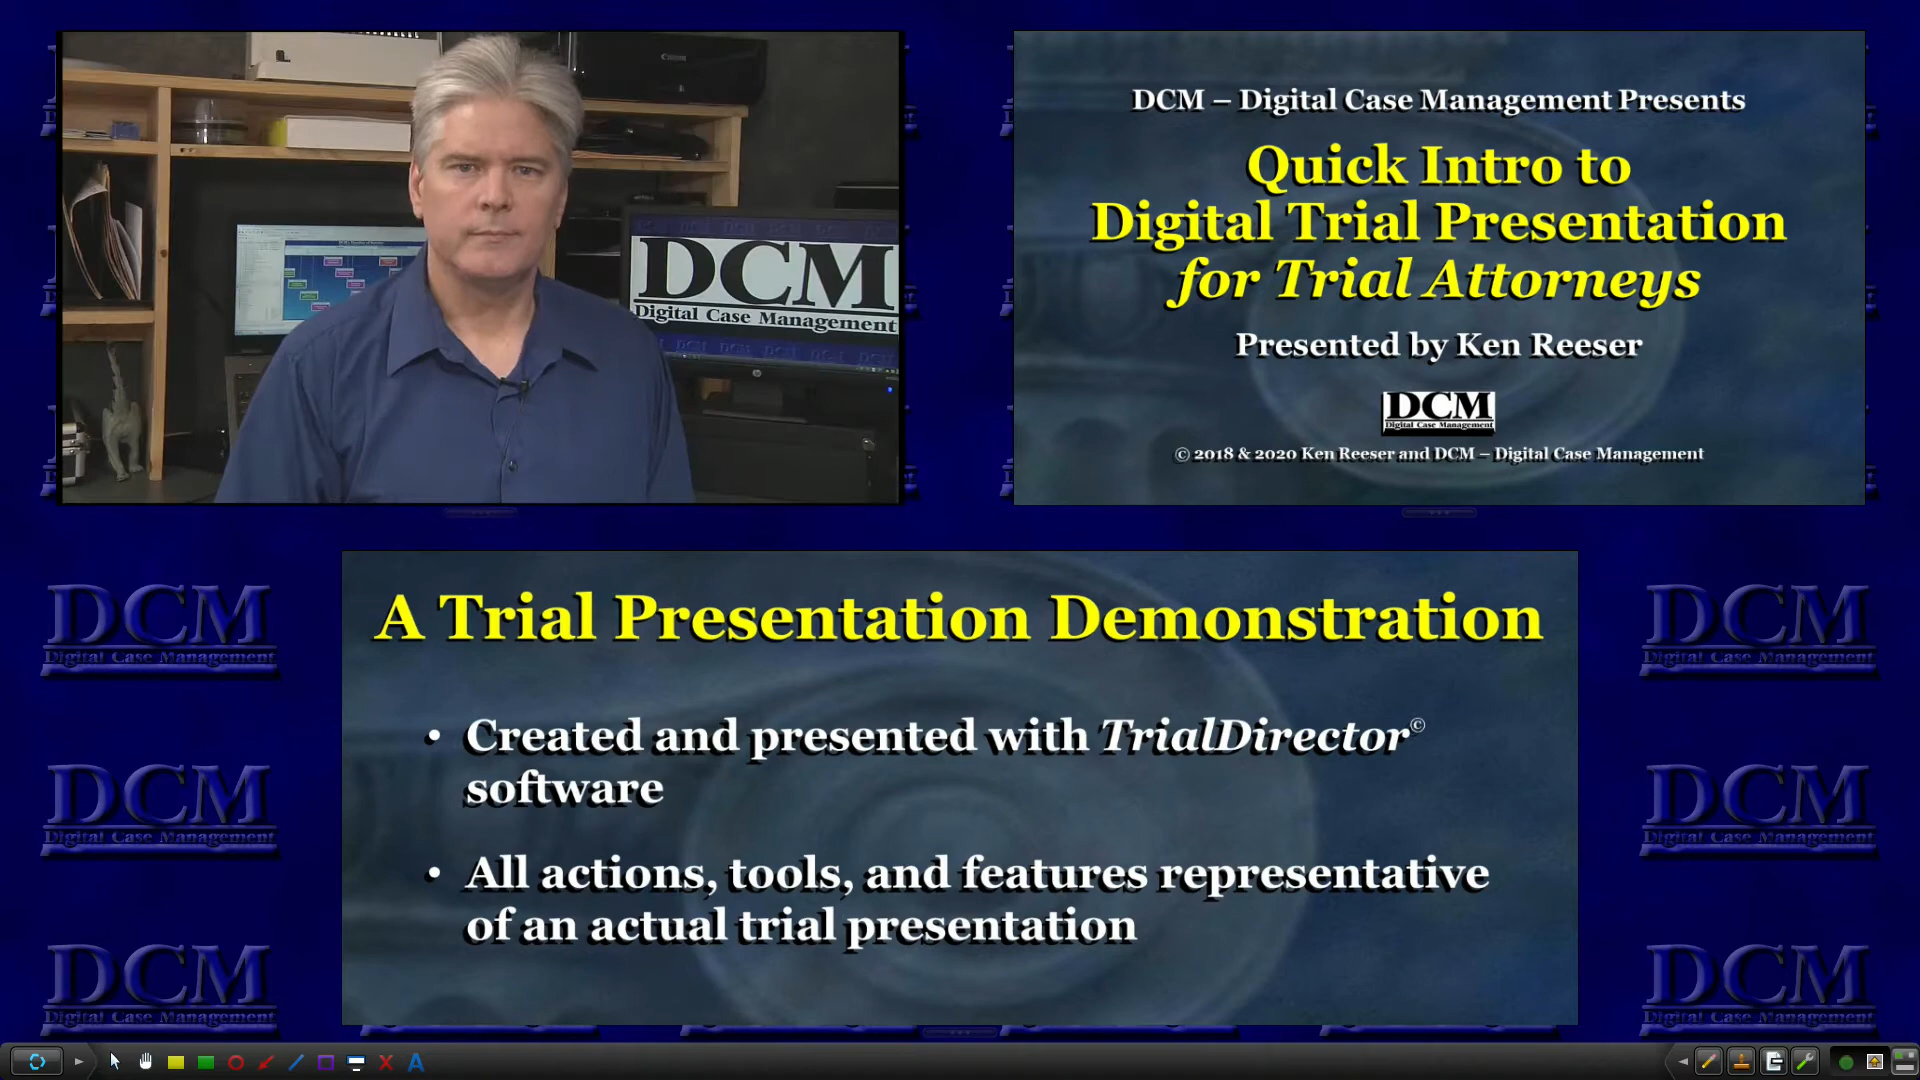 Canon
DCM
Digital Case Management
DCM – Digital Case Management Presents
Quick Intro to
Digital Trial Presentation
for Trial Attorneys
Presented by Ken Reeser
DCM
Digital Case Management
© 2018 & 2020 Ken Reeser and DCM – Digital Case Management
A Trial Presentation Demonstration
• Created and presented with TrialDirector©
software
• All actions, tools, and features representative
of an actual trial presentation
DCM
Digital Case Management
DCM
Digital Case Management
DCM
Digital Case Management
DCM
Digital Case Management
DCM
Digital Case Management
DCM
Digital Case Management
A